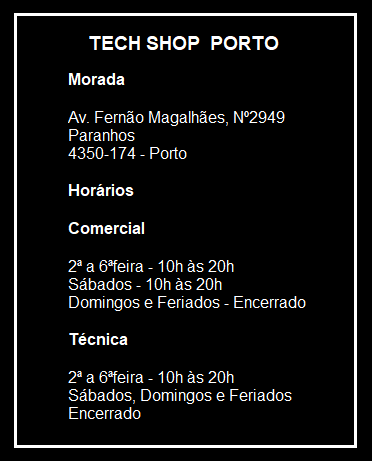 TECH SHOP PORTO
Morada
Av. Fernão Magalhães, Nº2949
Paranhos
4350-174 - Porto
Horários
Comercial
2ª a 6ªfeira - 10h às 20h
Sábados - 10h às 20h
Domingos e Feriados - Encerrado
Técnica
2ª a 6ªfeira - 10h às 20h
Sábados, Domingos e Feriados
Encerrado